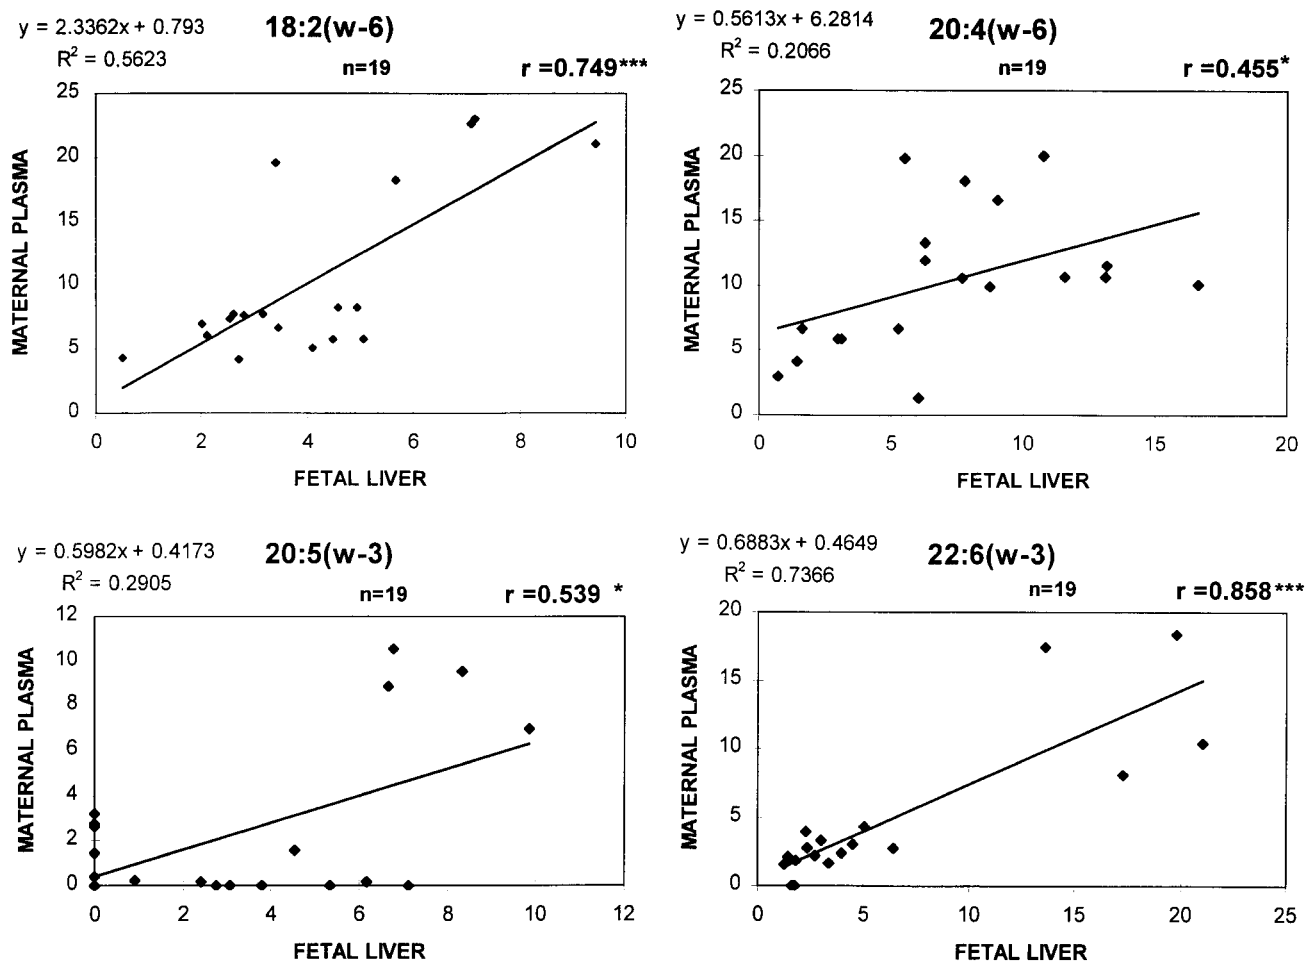 y = 2.3362x + 0.793
18:2(w-6)
R² = 0.5623
n=19
r =0.749***
MATERNAL PLASMA
25
20
15
10
5
0
0 2 4 6 8 10
FETAL LIVER
y = 0.5613x + 6.2814
20:4(w-6)
R² = 0.2066
n=19
r =0.455*
MATERNAL PLASMA
25
20
15
10
5
0
0 5 10 15 20
FETAL LIVER
y = 0.5982x + 0.4173
20:5(w-3)
R² = 0.2905
n=19
r =0.539 *
MATERNAL PLASMA
12
10
8
6
4
2
0
0 2 4 6 8 10 12
FETAL LIVER
y = 0.6883x + 0.4649
22:6(w-3)
R² = 0.7366
n=19
r =0.858***
MATERNAL PLASMA
20
15
10
5
0
0 5 10 15 20 25
FETAL LIVER